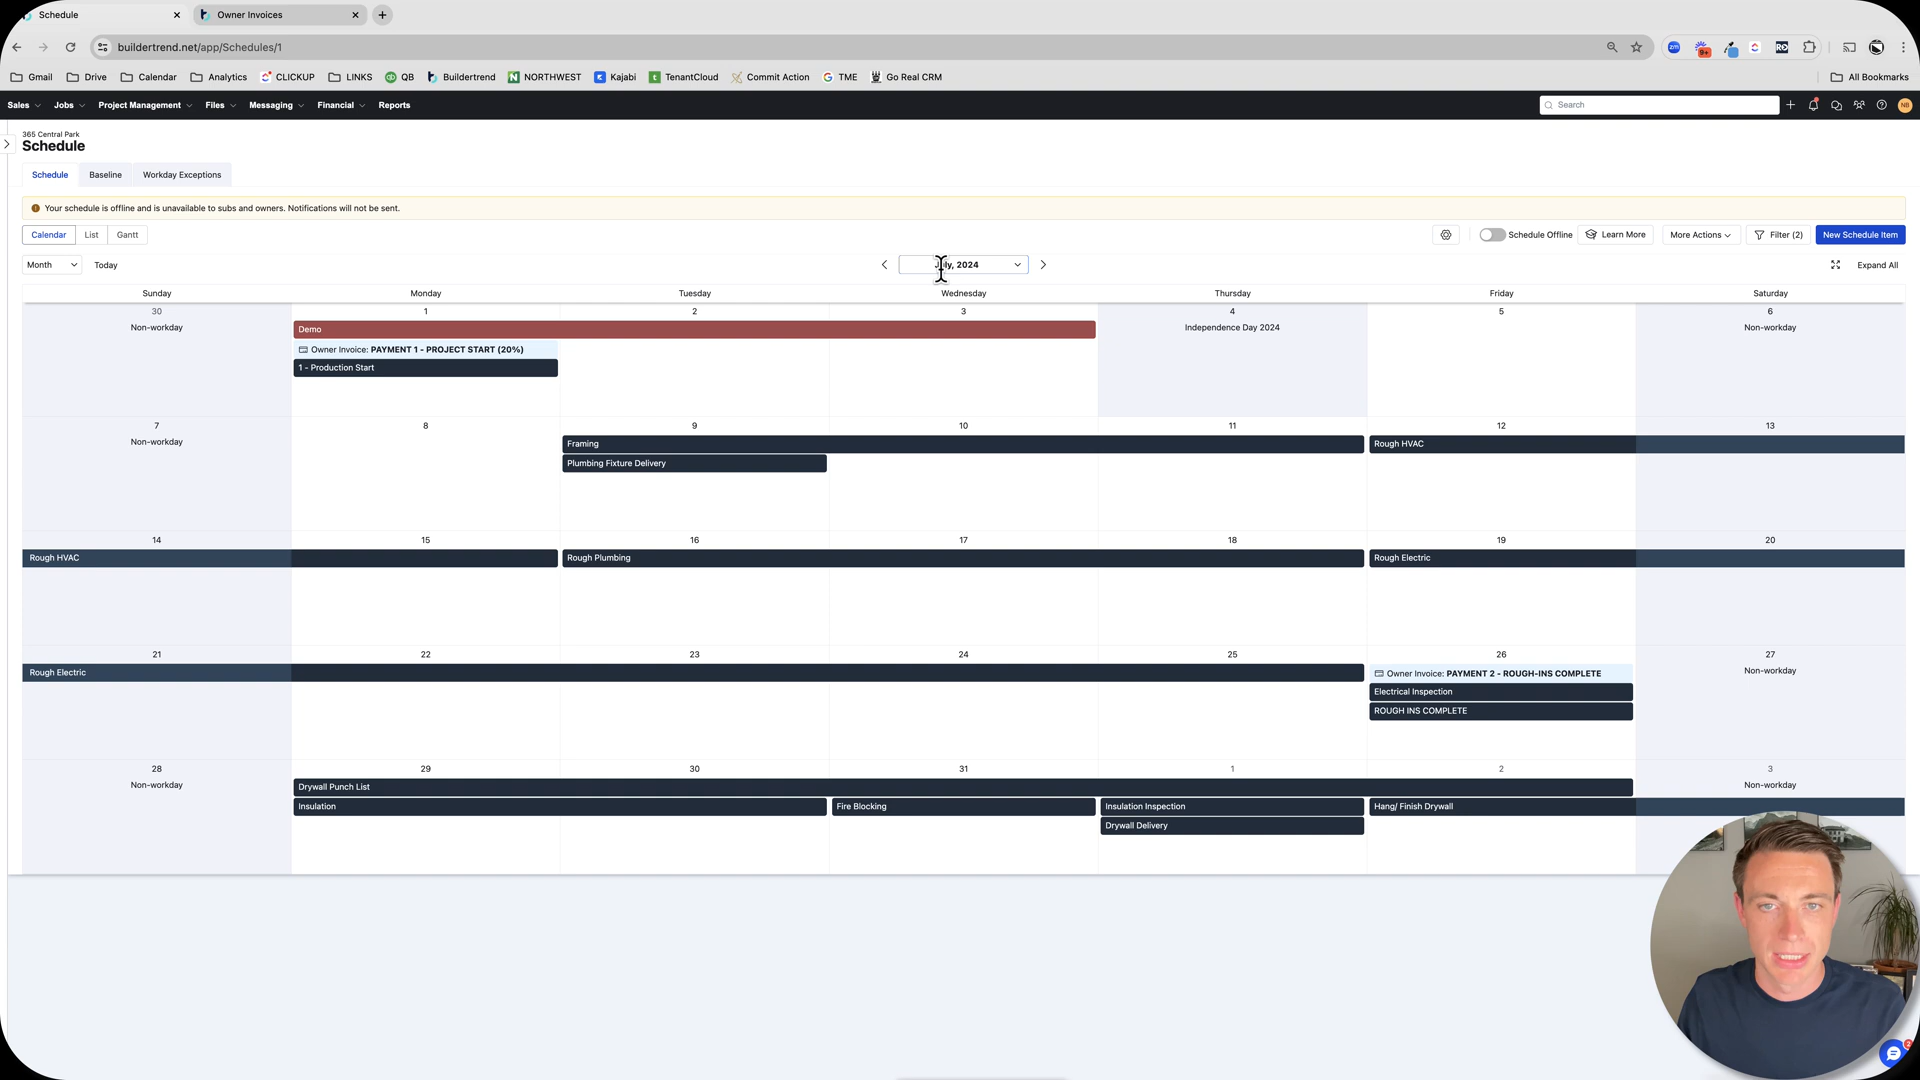 Schedule
Owner Invoices
buildertrend.net/app/Schedules/1
Gmail Drive Calendar Analytics CLICKUP LINKS QB Buildertrend NORTHWEST Kajabi TenantCloud Commit Action TME Go Real CRM All Bookmarks
Sales Jobs Project Management Files Messaging Financial Reports Search NB
365 Central Park
Schedule
Schedule Baseline Workday Exceptions
Your schedule is offline and is unavailable to subs and owners. Notifications will not be sent.
Calendar List Gantt Schedule Offline Learn More More Actions Filter (2) New Schedule Item
Month Today July, 2024 Expand All
Sunday Monday Tuesday Wednesday Thursday Friday Saturday
30 1 2 3 4 5 6
Non-workday Independence Day 2024 Non-workday
Demo
Owner Invoice: PAYMENT 1 - PROJECT START (20%)
1 - Production Start
7 8 9 10 11 12 13
Non-workday Framing Rough HVAC
Plumbing Fixture Delivery
14 15 16 17 18 19 20
Rough HVAC Rough Plumbing Rough Electric
21 22 23 24 25 26 27
Rough Electric Owner Invoice: PAYMENT 2 - ROUGH-INS COMPLETE Non-workday
Electrical Inspection
ROUGH INS COMPLETE
28 29 30 31 1 2 3
Non-workday Drywall Punch List Non-workday
Insulation Fire Blocking Insulation Inspection Hang/ Finish Drywall
Drywall Delivery
2